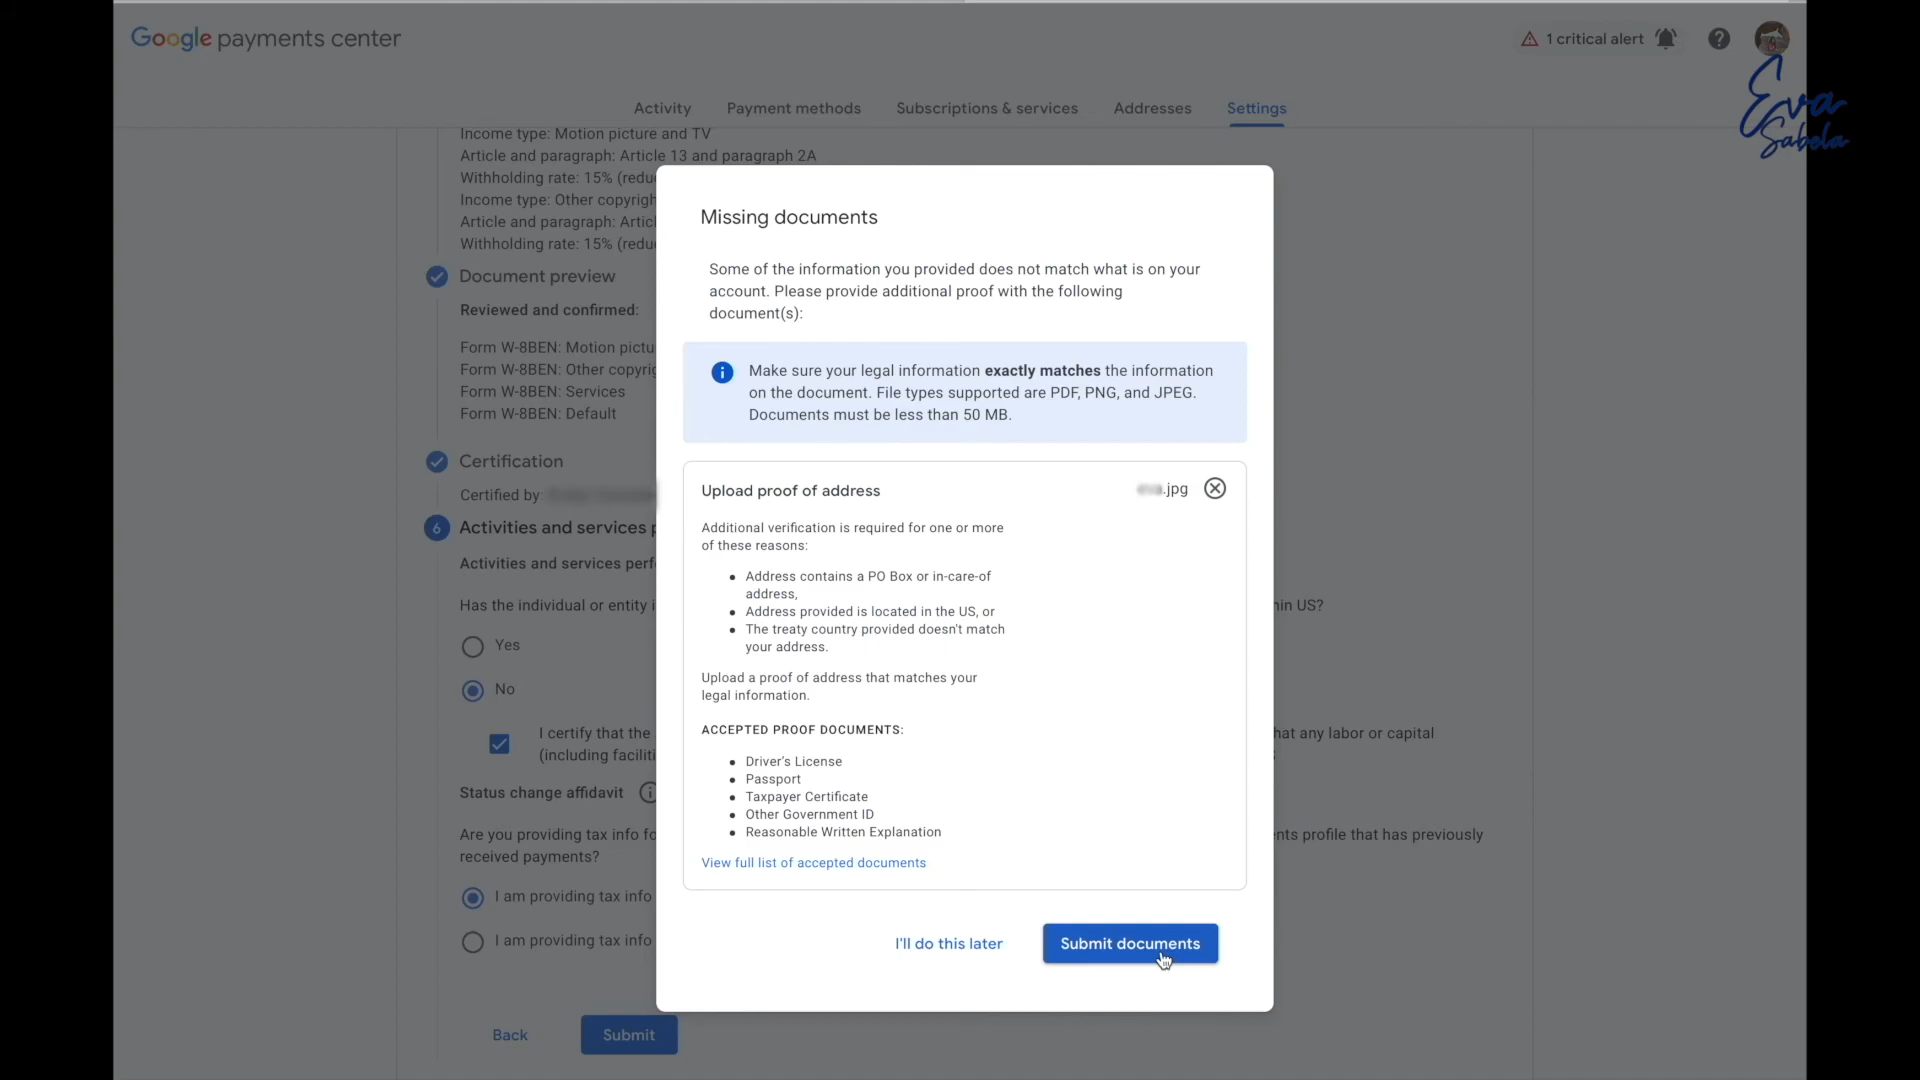 Google payments center
1 critical alert
Eva
Sabela
Activity
Payment methods
Subscriptions & services
Addresses
Settings
Income type: Motion picture and TV
Article and paragraph: Article 13 and paragraph 2A
Withholding rate: 15%
Income type: Other
Article and paragraph:
Withholding rate: 15%
Document preview
Reviewed and confirmed:
Form W-8BEN: Motion
Form W-8BEN: Other
Form W-8BEN: Services
Form W-8BEN: Default
Certification
Certified by:
6 Activities and services
Activities and services
Has the individual or entity
in US?
Yes
No
I certify that the
that any labor or capital
(including
Status change affidavit
Are you providing tax info
profile that has previously
received payments?
I am providing tax info
I am providing tax info
Back
Submit
Missing documents
Some of the information you provided does not match what is on your
account. Please provide additional proof with the following
document(s):
Make sure your legal information exactly matches the information
on the document. File types supported are PDF, PNG, and JPEG.
Documents must be less than 50 MB.
Upload proof of address
.jpg
Additional verification is required for one or more
of these reasons:
• Address contains a PO Box or in-care-of
address,
• Address provided is located in the US, or
• The treaty country provided doesn't match
your address.
Upload a proof of address that matches your
legal information.
ACCEPTED PROOF DOCUMENTS:
• Driver's License
• Passport
• Taxpayer Certificate
• Other Government ID
• Reasonable Written Explanation
View full list of accepted documents
I'll do this later
Submit documents